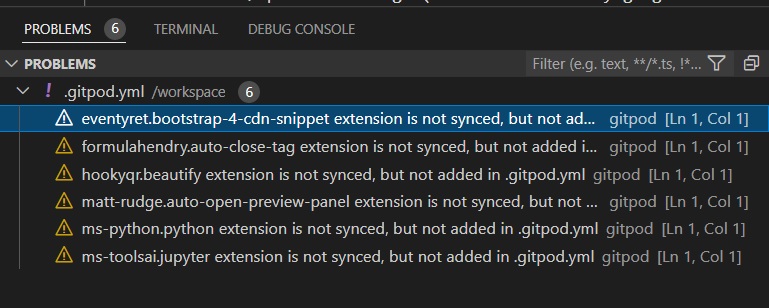 PROBLEMS 6 TERMINAL DEBUG CONSOLE
PROBLEMS Filter (e.g. text, **/*.ts, !*...
! .gitpod.yml /workspace 6
eventyret.bootstrap-4-cdn-snippet extension is not synced, but not ad... gitpod [Ln 1, Col 1]
formulahendry.auto-close-tag extension is not synced, but not added i... gitpod [Ln 1, Col 1]
hookyqr.beautify extension is not synced, but not added in .gitpod.yml gitpod [Ln 1, Col 1]
matt-rudge.auto-open-preview-panel extension is not synced, but not ... gitpod [Ln 1, Col 1]
ms-python.python extension is not synced, but not added in .gitpod.yml gitpod [Ln 1, Col 1]
ms-toolsai.jupyter extension is not synced, but not added in .gitpod.yml gitpod [Ln 1, Col 1]